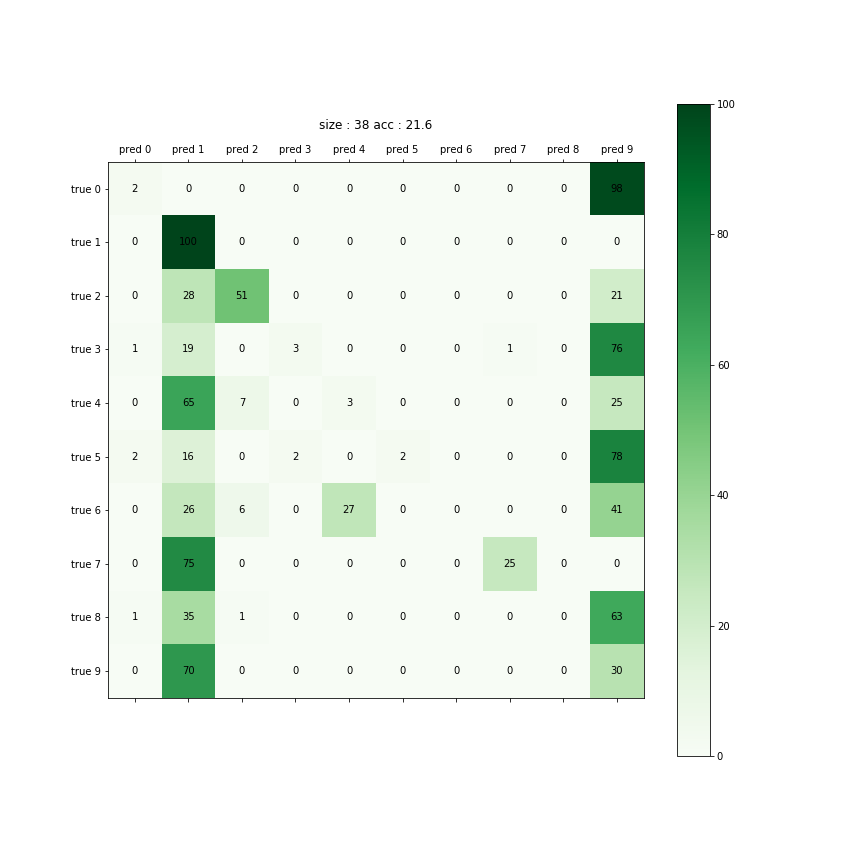 size : 38 acc : 21.6
pred 0 pred 1 pred 2 pred 3 pred 4 pred 5 pred 6 pred 7 pred 8 pred 9
true 0 2 0 0 0 0 0 0 0 0 98
true 1 0 100 0 0 0 0 0 0 0 0
true 2 0 28 51 0 0 0 0 0 0 21
true 3 1 19 0 3 0 0 0 1 0 76
true 4 0 65 7 0 3 0 0 0 0 25
true 5 2 16 0 2 0 2 0 0 0 78
true 6 0 26 6 0 27 0 0 0 0 41
true 7 0 75 0 0 0 0 0 25 0 0
true 8 1 35 1 0 0 0 0 0 0 63
true 9 0 70 0 0 0 0 0 0 0 30
100
80
60
40
20
0